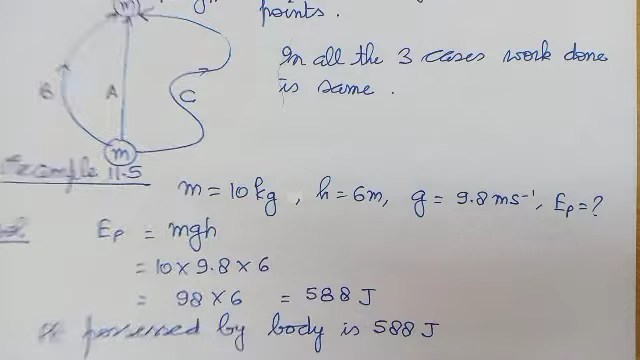 m
points.
In all the 3 cases work done
is same.
B A C
m
Example 11.5
m = 10 kg, h = 6m, g = 9.8 ms⁻¹, Ep = ?
Ep = mgh
= 10 × 9.8 × 6
= 98 × 6 = 588 J
possessed by body is 588 J